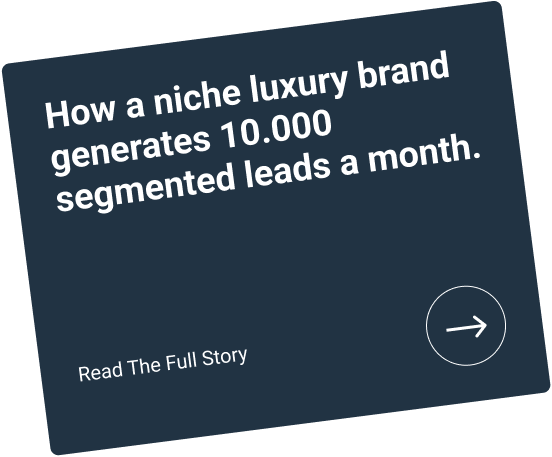 How a niche luxury brand
generates 10.000
segmented leads a month.
Read The Full Story